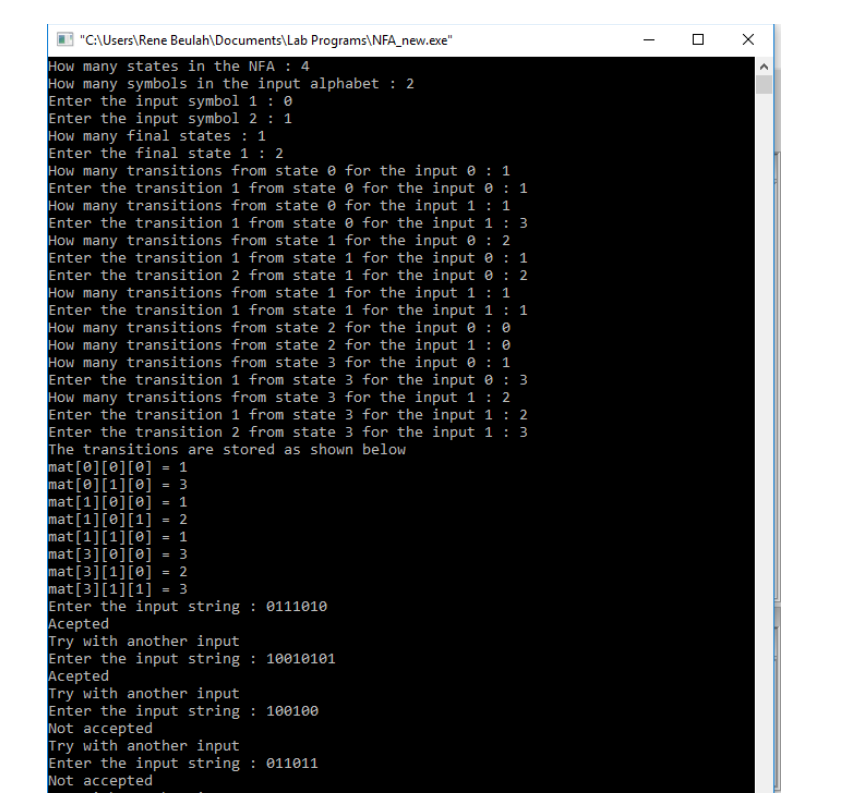 "C:\Users\Rene Beulah\Documents\Lab Programs\NFA_new.exe"
How many states in the NFA : 4
How many symbols in the input alphabet : 2
Enter the input symbol 1 : 0
Enter the input symbol 2 : 1
How many final states : 1
Enter the final state 1 : 2
How many transitions from state 0 for the input 0 : 1
Enter the transition 1 from state 0 for the input 0 : 1
How many transitions from state 0 for the input 1 : 1
Enter the transition 1 from state 0 for the input 1 : 3
How many transitions from state 1 for the input 0 : 2
Enter the transition 1 from state 1 for the input 0 : 1
Enter the transition 2 from state 1 for the input 0 : 2
How many transitions from state 1 for the input 1 : 1
Enter the transition 1 from state 1 for the input 1 : 1
How many transitions from state 2 for the input 0 : 0
How many transitions from state 2 for the input 1 : 0
How many transitions from state 3 for the input 0 : 1
Enter the transition 1 from state 3 for the input 0 : 3
How many transitions from state 3 for the input 1 : 2
Enter the transition 1 from state 3 for the input 1 : 2
Enter the transition 2 from state 3 for the input 1 : 3
The transitions are stored as shown below
mat[0][0][0] = 1
mat[0][1][0] = 3
mat[1][0][0] = 1
mat[1][0][1] = 2
mat[1][1][0] = 1
mat[3][0][0] = 3
mat[3][1][0] = 2
mat[3][1][1] = 3
Enter the input string : 0111010
Acepted
Try with another input
Enter the input string : 10010101
Acepted
Try with another input
Enter the input string : 100100
Not accepted
Try with another input
Enter the input string : 011011
Not accepted